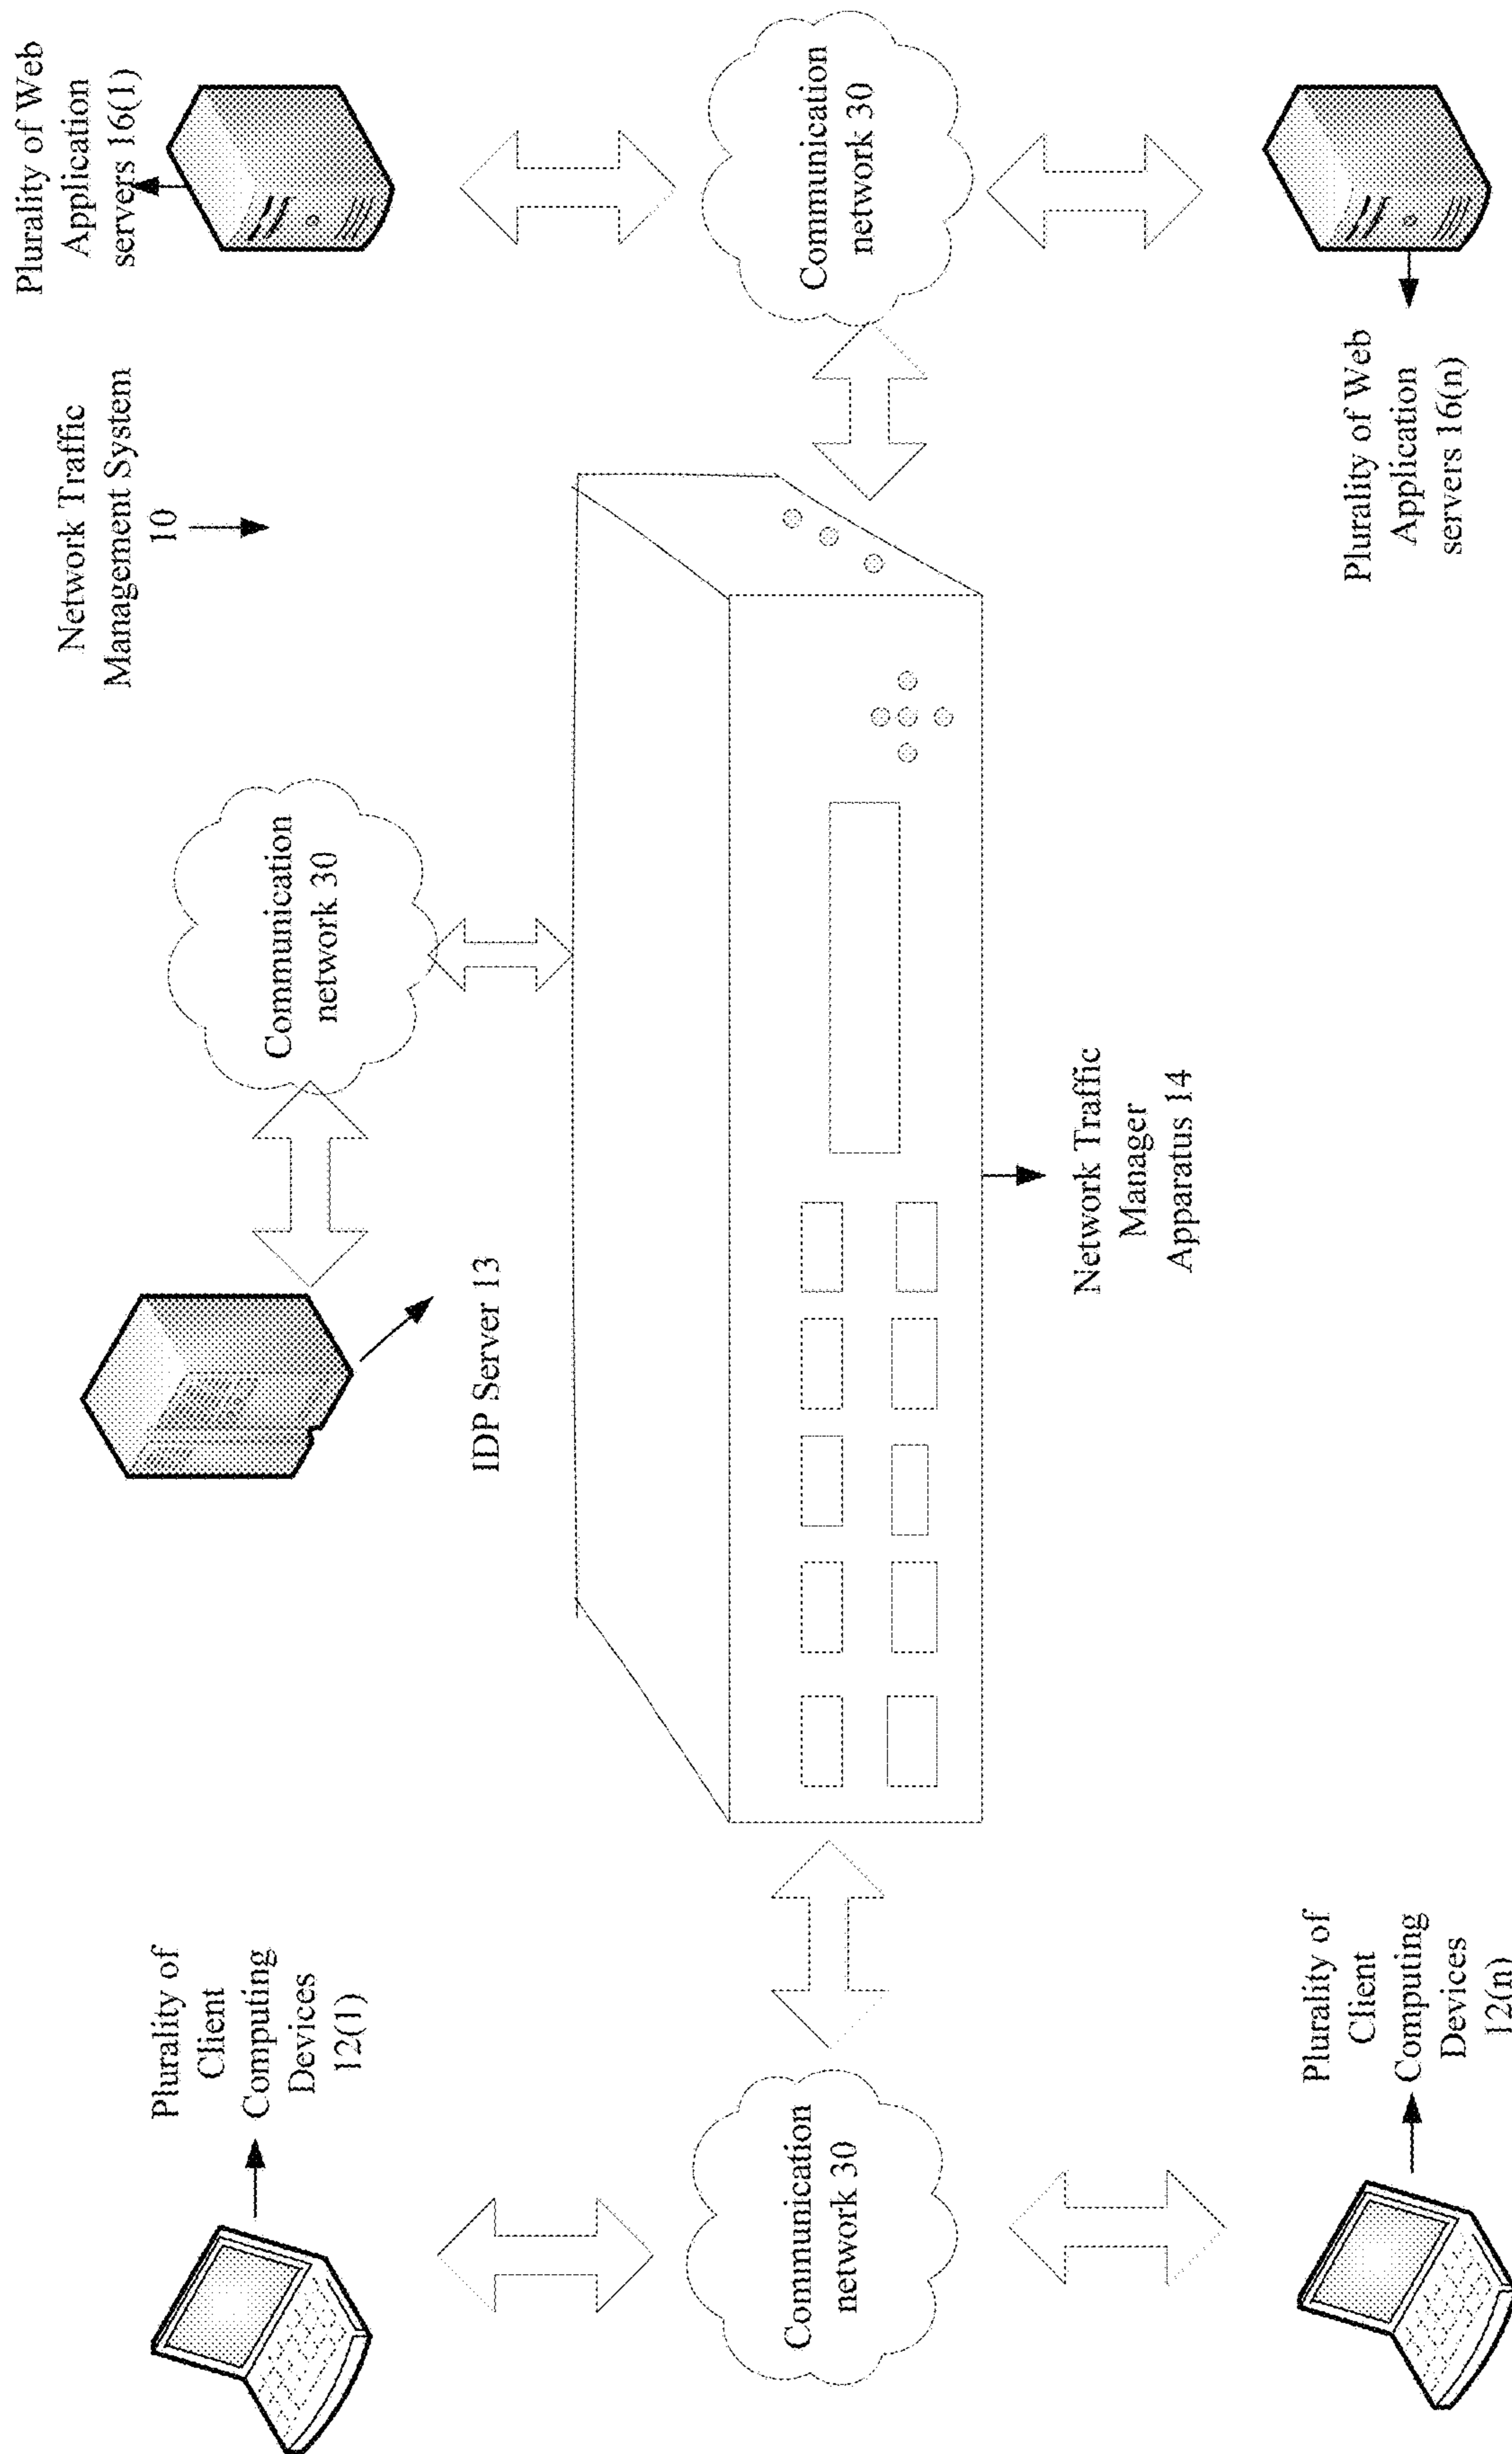 Network Traffic
Management System
10
Plurality of
Client
Computing
Devices
12(1)
IDP Server 13
Communication
network 30
Plurality of Web
Application
servers 16(1)
Communication
network 30
Communication
network 30
Network Traffic
Manager
Apparatus 14
Plurality of
Client
Computing
Devices
12(n)
Plurality of Web
Application
servers 16(n)